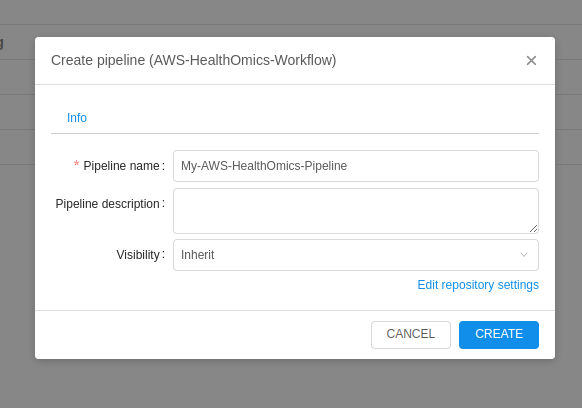 Create pipeline (AWS-HealthOmics-Workflow)
Info
* Pipeline name :
My-AWS-HealthOmics-Pipeline
Pipeline description :
Visibility :
Inherit
Edit repository settings
CANCEL
CREATE